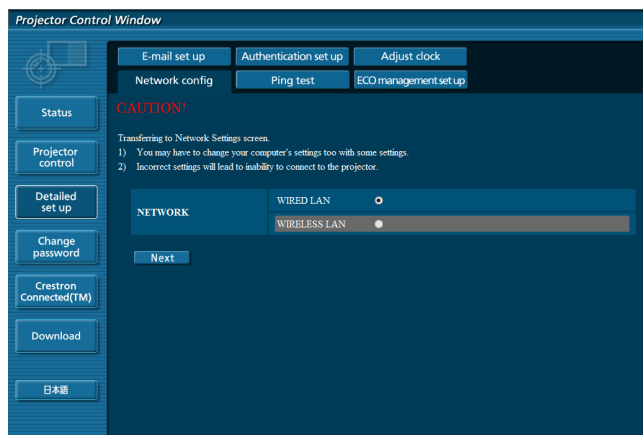 Projector Control Window
E-mail set up
Authentication set up
Adjust clock
Network config
Ping test
ECO management set up
Status
Projector
control
Detailed
set up
Change
password
Crestron
Connected(TM)
Download
日本語
CAUTION!
Transferring to Network Settings screen.
1) You may have to change your computer's settings too with some settings.
2) Incorrect settings will lead to inability to connect to the projector.
NETWORK
WIRED LAN
WIRELESS LAN
Next